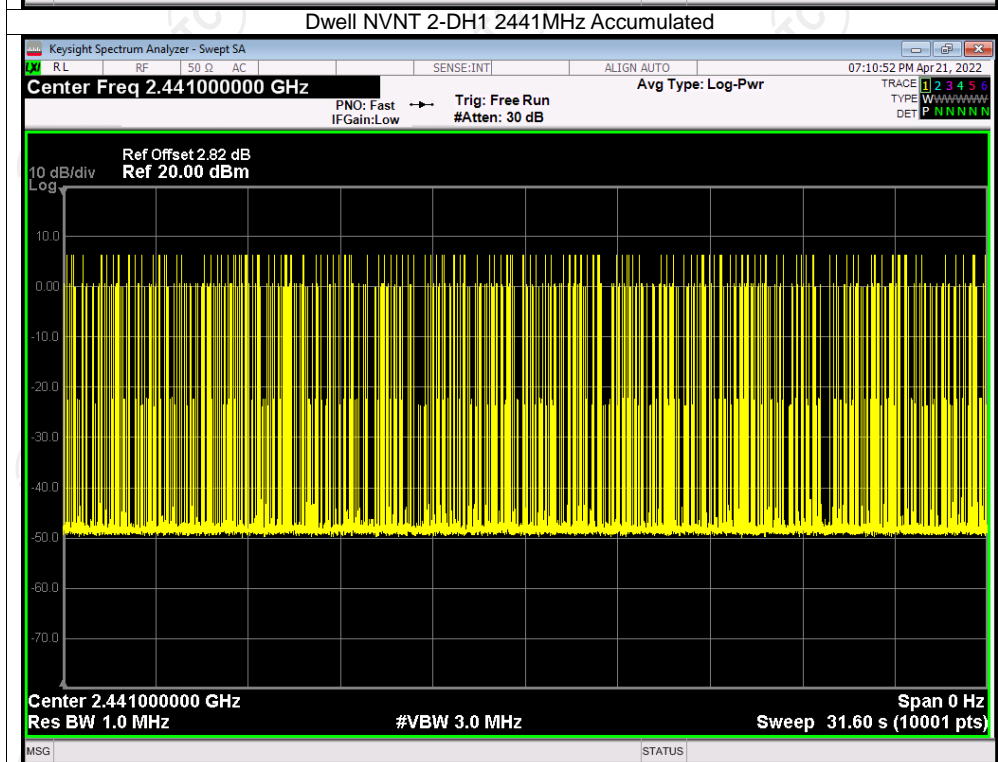 Dwell NVNT 2-DH1 2441MHz Accumulated
Keysight Spectrum Analyzer - Swept SA
LXI RL RF 50 Ω AC SENSE:INT ALIGN AUTO 07:10:52 PM Apr 21, 2022
Center Freq 2.441000000 GHz Avg Type: Log-Pwr TRACE 1 2 3 4 5 6
PNO: Fast Trig: Free Run TYPE WWWWWW
IFGain:Low #Atten: 30 dB DET P N N N N N
Ref Offset 2.82 dB
10 dB/div Ref 20.00 dBm
Log
10.0
0.00
-10.0
-20.0
-30.0
-40.0
-50.0
-60.0
-70.0
Center 2.441000000 GHz Span 0 Hz
Res BW 1.0 MHz #VBW 3.0 MHz Sweep 31.60 s (10001 pts)
MSG STATUS